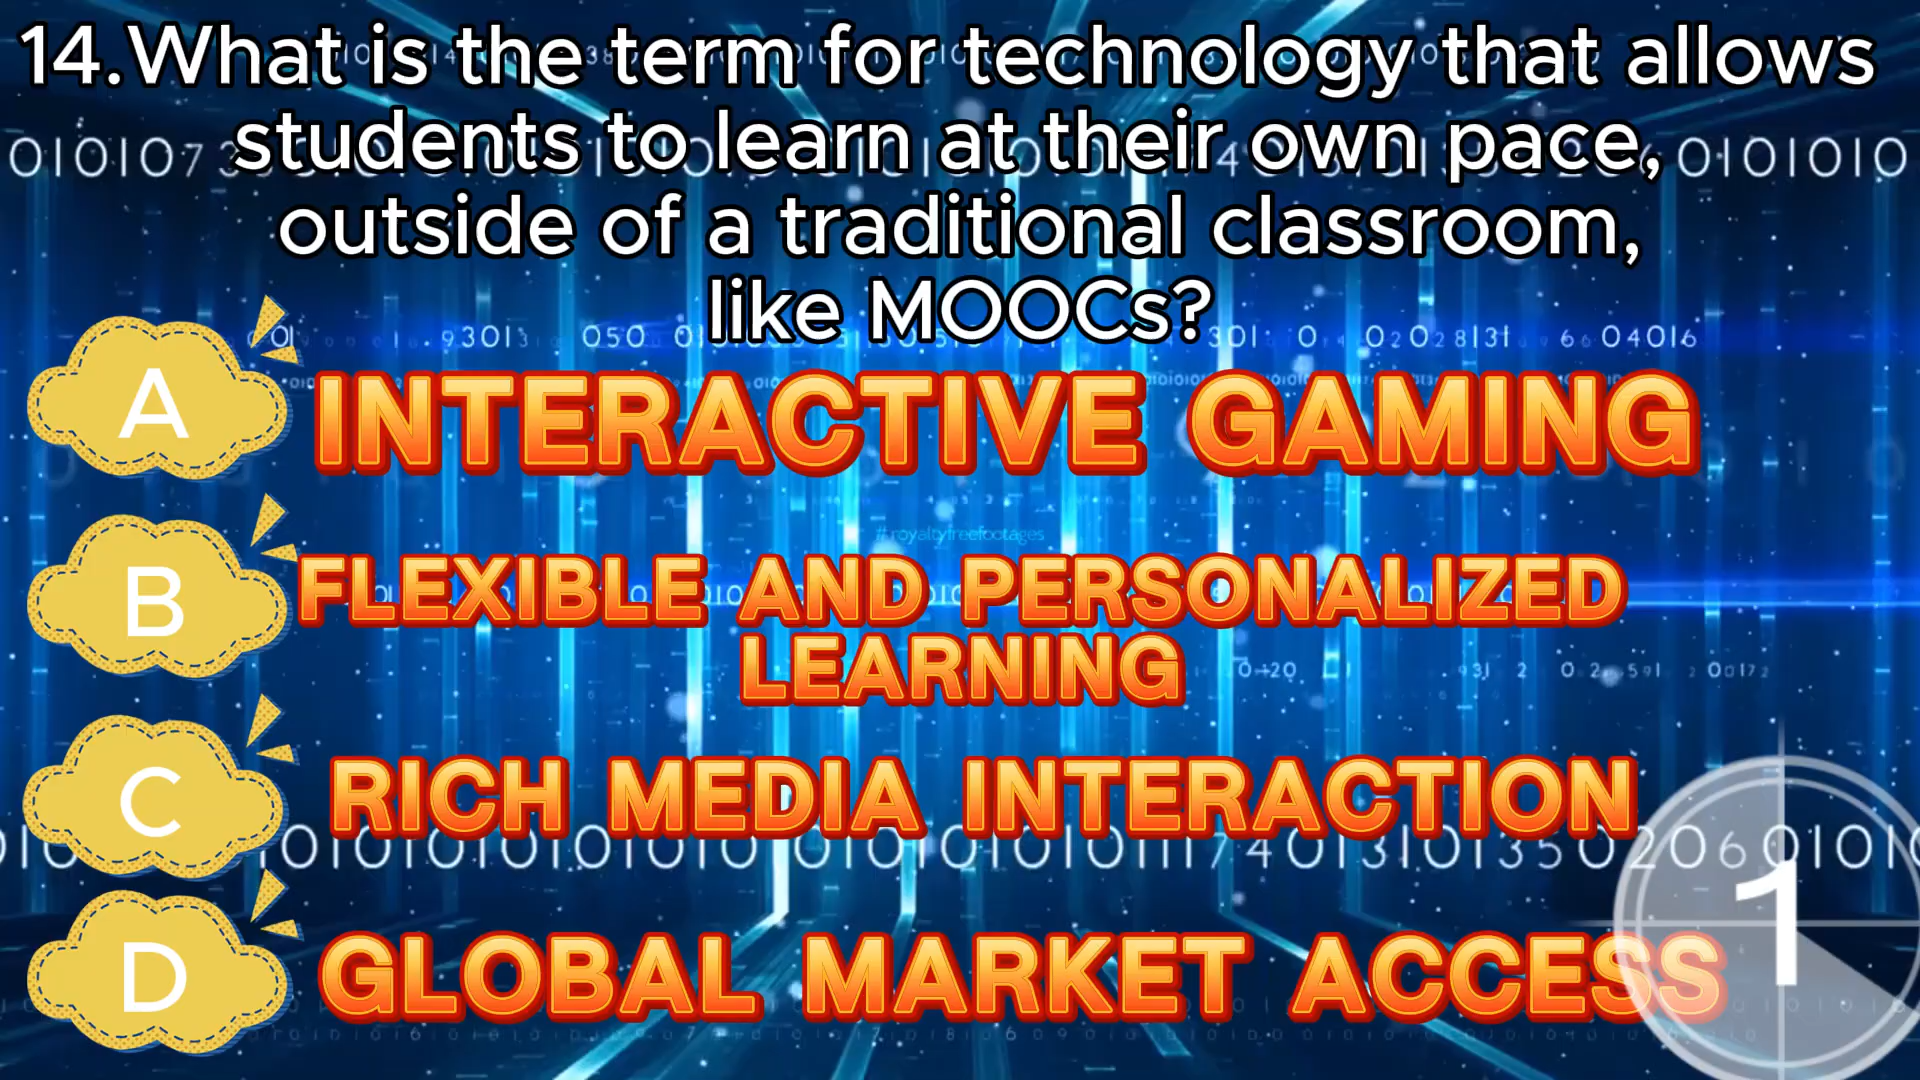 14.What is the term for technology that allows
students to learn at their own pace,
outside of a traditional classroom,
like MOOCs?
A INTERACTIVE GAMING
#royaltyfreefootages
B FLEXIBLE AND PERSONALIZED
LEARNING
C RICH MEDIA INTERACTION
D GLOBAL MARKET ACCESS
1